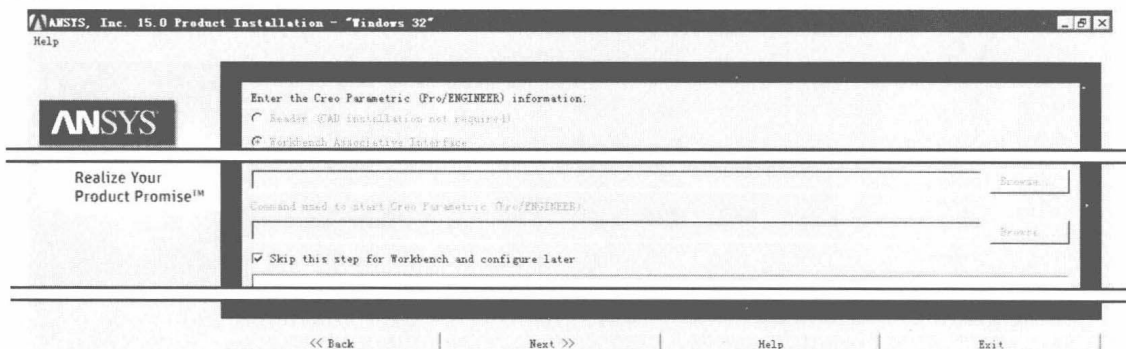 ANSYS, Inc. 15.0 Product Installation - "Windows 32"
Help
Enter the Creo Parametric (Pro/ENGINEER) information:
Reader (CAD installation not required)
ANSYS
Workbench Associative Interface
Realize Your
Product Promise™
Browse...
Command used to start Creo Parametric (Pro/ENGINEER).
Browse...
Skip this step for Workbench and configure later
<< Back Next >> Help Exit